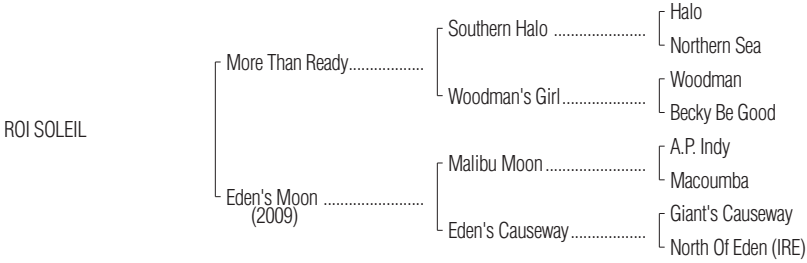 Halo
Southern Halo ......................
Northern Sea
More Than Ready..................
Woodman
Woodman's Girl....................
Becky Be Good
ROI SOLEIL
A.P. Indy
Malibu Moon ........................
Macoumba
Eden's Moon ........................
(2009)
Giant's Causeway
Eden's Causeway..................
North Of Eden (IRE)